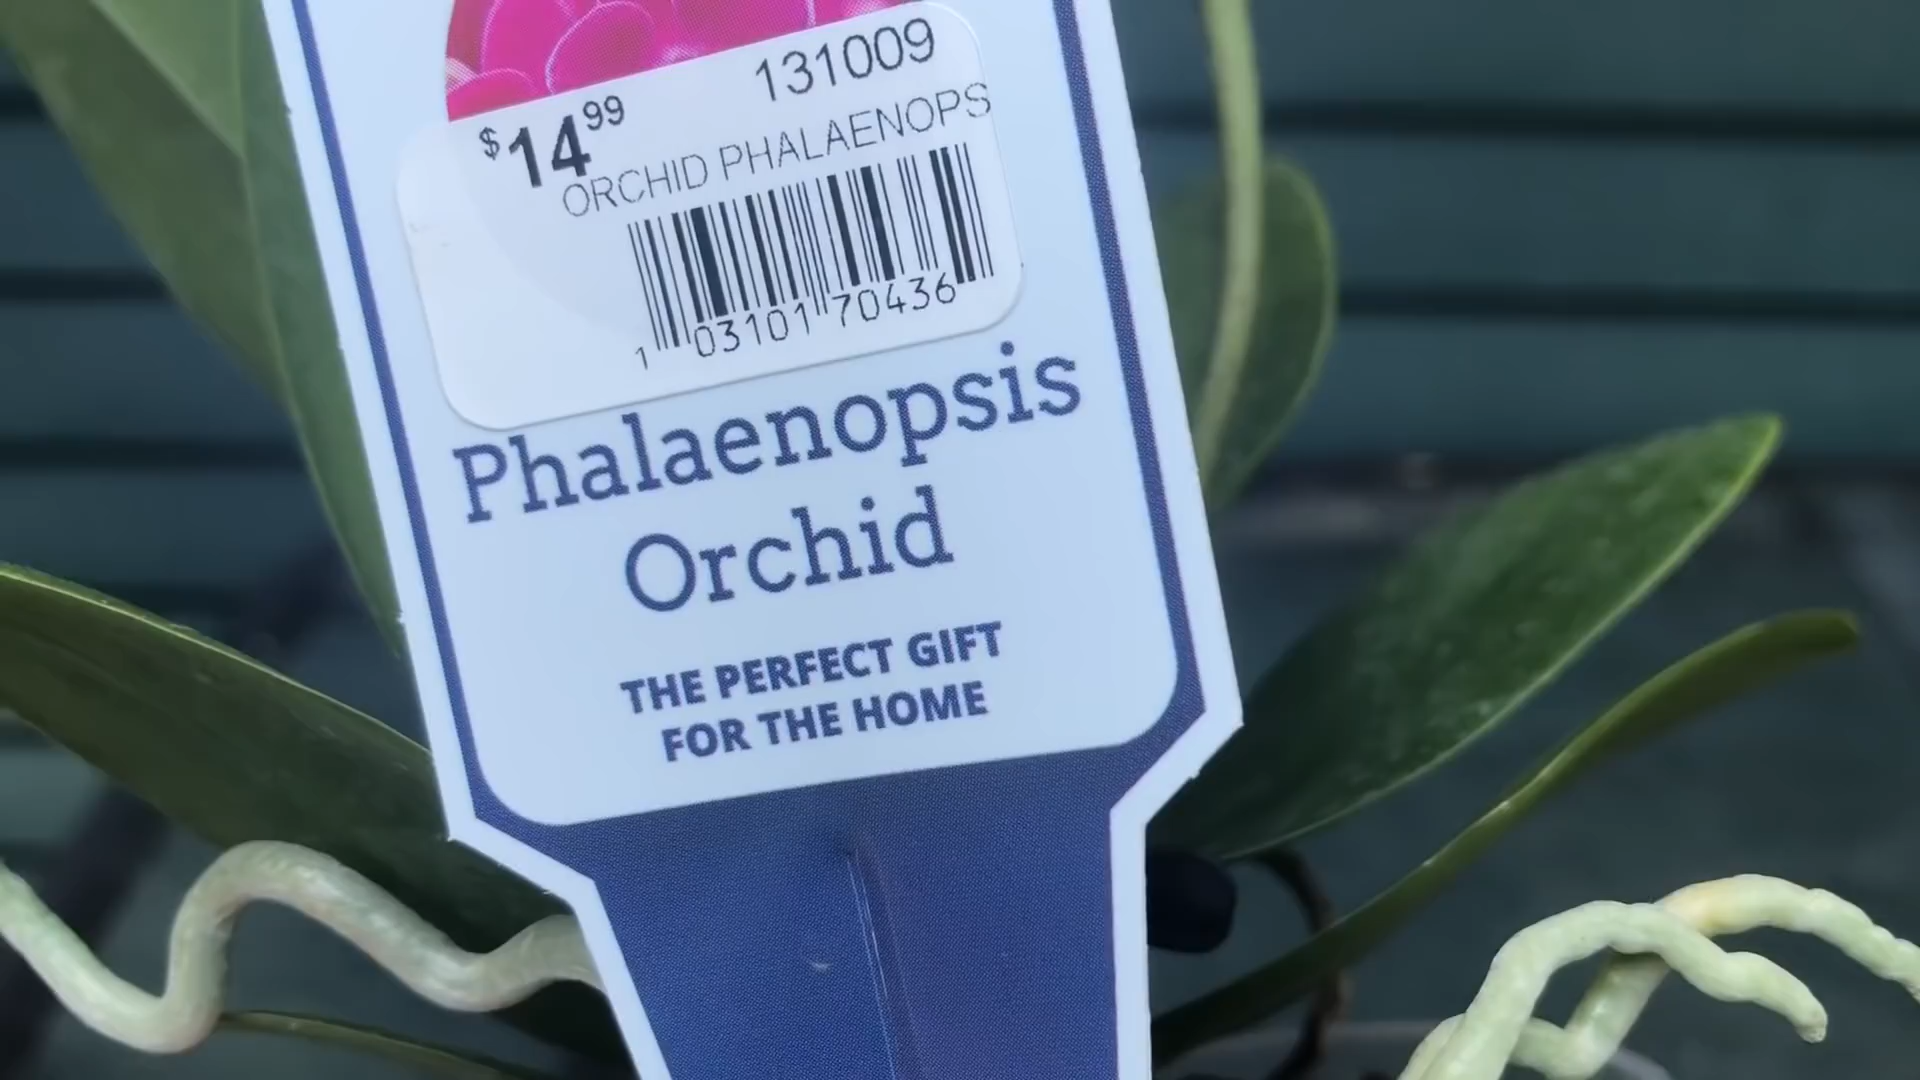 131009
$14.99
ORCHID PHALAENOPS
1 03101 70436
Phalaenopsis
Orchid
THE PERFECT GIFT
FOR THE HOME